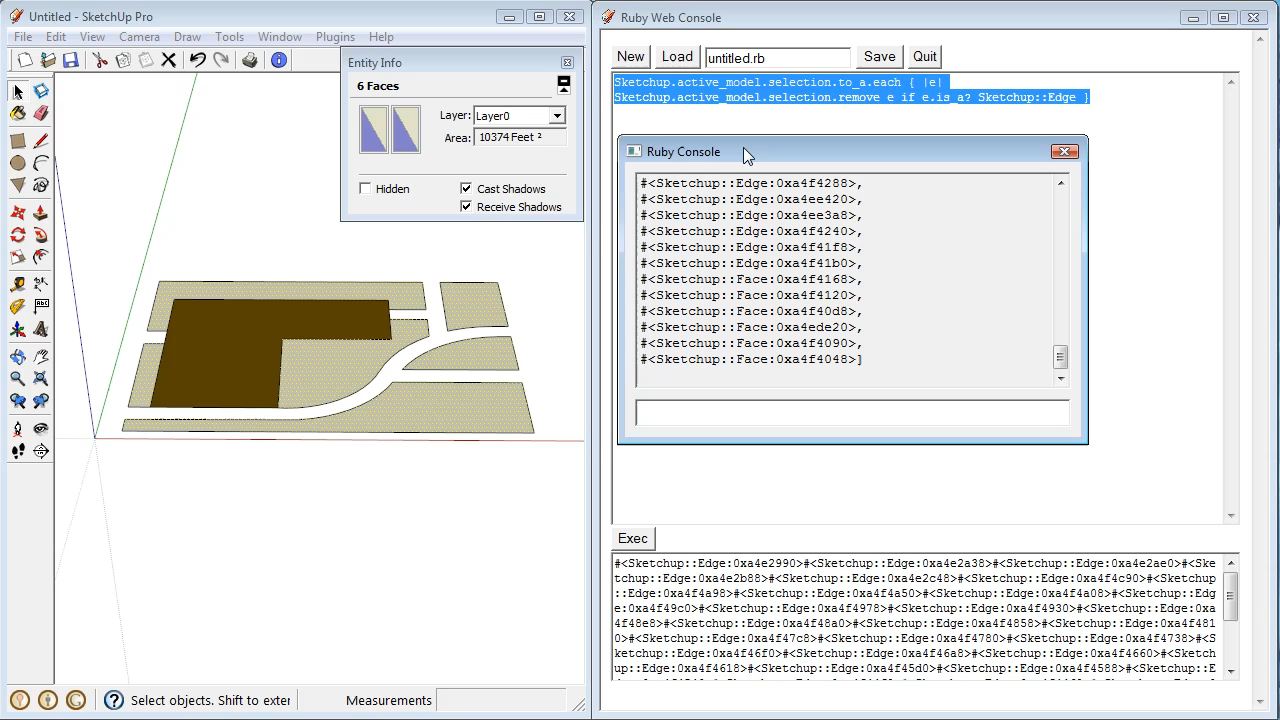 Untitled - SketchUp Pro
File Edit View Camera Draw Tools Window Plugins Help
Entity Info
6 Faces
Layer: Layer0
Area: 10374 Feet ²
Hidden
Cast Shadows
Receive Shadows
Select objects. Shift to exter
Measurements
Ruby Web Console
New Load untitled.rb Save Quit
Sketchup.active_model.selection.to_a.each { |e|
Sketchup.active_model.selection.remove e if e.is_a? Sketchup::Edge }
Ruby Console
#<Sketchup::Edge:0xa4f4288>,
#<Sketchup::Edge:0xa4ee420>,
#<Sketchup::Edge:0xa4ee3a8>,
#<Sketchup::Edge:0xa4f4240>,
#<Sketchup::Edge:0xa4f41f8>,
#<Sketchup::Edge:0xa4f41b0>,
#<Sketchup::Face:0xa4f4168>,
#<Sketchup::Face:0xa4f4120>,
#<Sketchup::Face:0xa4f40d8>,
#<Sketchup::Face:0xa4ede20>,
#<Sketchup::Face:0xa4f4090>,
#<Sketchup::Face:0xa4f4048>]
Exec
#<Sketchup::Edge:0xa4e2990>#<Sketchup::Edge:0xa4e2a38>#<Sketchup::Edge:0xa4e2ae0>#<Ske
tchup::Edge:0xa4e2b88>#<Sketchup::Edge:0xa4e2c48>#<Sketchup::Edge:0xa4f4c90>#<Sketchup
::Edge:0xa4f4a98>#<Sketchup::Edge:0xa4f4a50>#<Sketchup::Edge:0xa4f4a08>#<Sketchup::Edg
e:0xa4f49c0>#<Sketchup::Edge:0xa4f4978>#<Sketchup::Edge:0xa4f4930>#<Sketchup::Edge:0xa
4f48e8>#<Sketchup::Edge:0xa4f48a0>#<Sketchup::Edge:0xa4f4858>#<Sketchup::Edge:0xa4f481
0>#<Sketchup::Edge:0xa4f47c8>#<Sketchup::Edge:0xa4f4780>#<Sketchup::Edge:0xa4f4738>#<S
ketchup::Edge:0xa4f46f0>#<Sketchup::Edge:0xa4f46a8>#<Sketchup::Edge:0xa4f4660>#<Sketch
up::Edge:0xa4f4618>#<Sketchup::Edge:0xa4f45d0>#<Sketchup::Edge:0xa4f4588>#<Sketchup::E